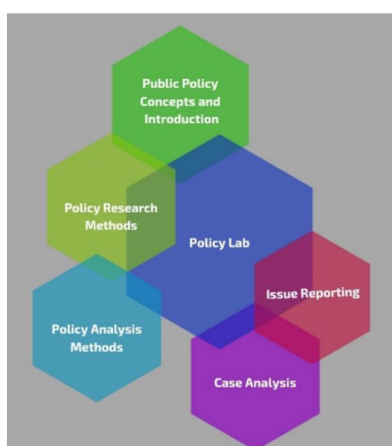 Public Policy
Concepts and
Introduction
Policy Research
Methods
Policy Lab
Issue Reporting
Policy Analysis
Methods
Case Analysis